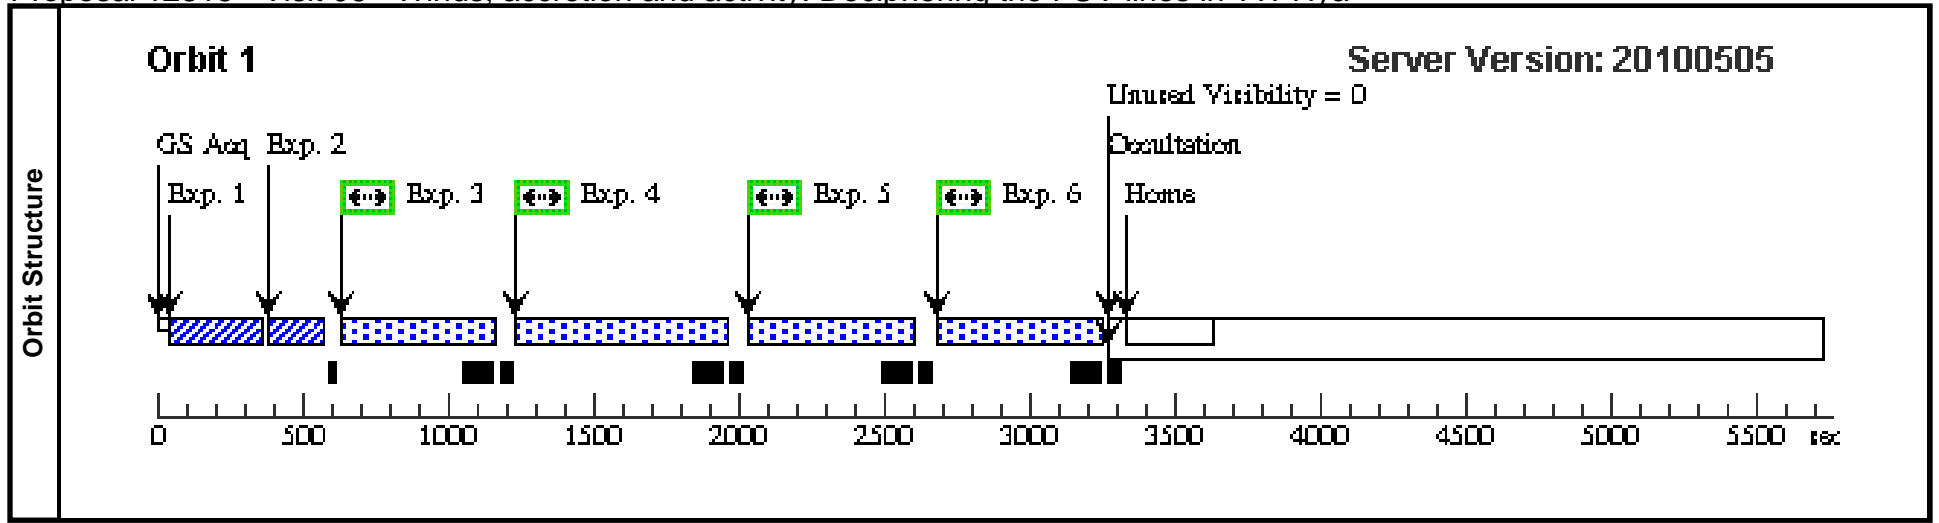 Orbit Structure
Orbit 1
Server Version: 20100505
Unused Visibility = 0
GS Acq Exp. 2
Occultation
Exp. 1
Exp. 3
Exp. 4
Exp. 5
Exp. 6
Home
0 500 1000 1500 2000 2500 3000 3500 4000 4500 5000 5500 sec